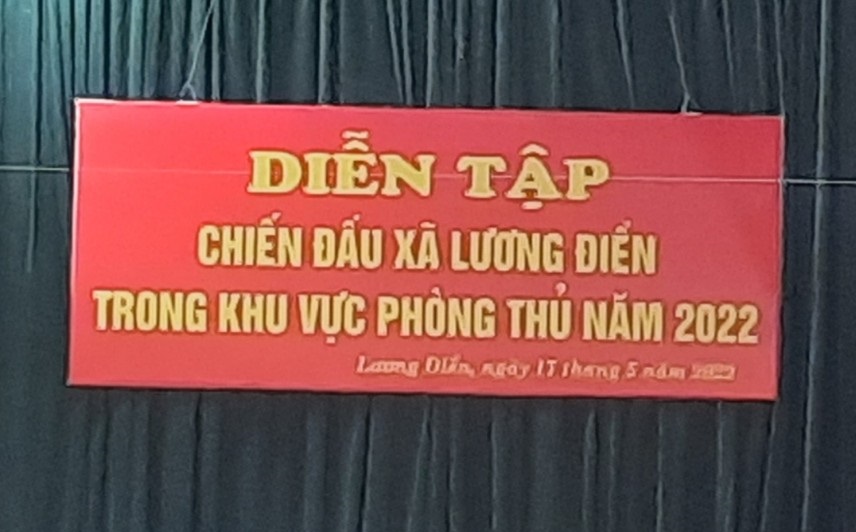 DIỄN TẬP
CHIẾN ĐẤU XÃ LƯƠNG ĐIỀN
TRONG KHU VỰC PHÒNG THỦ NĂM 2022
Lương Điền, ngày tháng 5 năm 2022